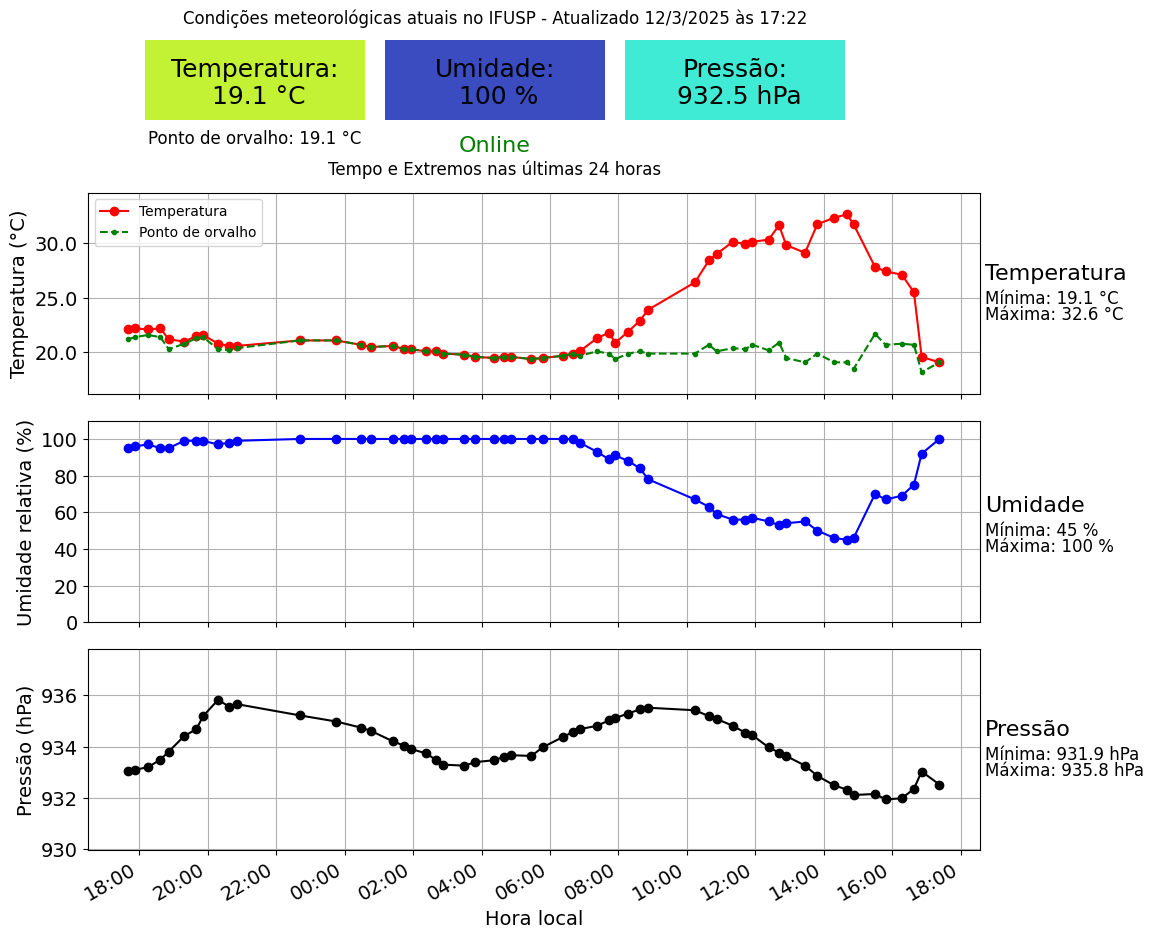 Condições meteorológicas atuais no IFUSP - Atualizado 12/3/2025 às 17:22
Temperatura:
19.1 °C
Umidade:
100 %
Pressão:
932.5 hPa
Ponto de orvalho: 19.1 °C
Online
Tempo e Extremos nas últimas 24 horas
Temperatura (°C)
30.0
25.0
20.0
Temperatura
Ponto de orvalho
Temperatura
Mínima: 19.1 °C
Máxima: 32.6 °C
Umidade relativa (%)
100
80
60
40
20
0
Umidade
Mínima: 45 %
Máxima: 100 %
Pressão (hPa)
936
934
932
930
Pressão
Mínima: 931.9 hPa
Máxima: 935.8 hPa
18:00 20:00 22:00 00:00 02:00 04:00 06:00 08:00 10:00 12:00 14:00 16:00 18:00
Hora local